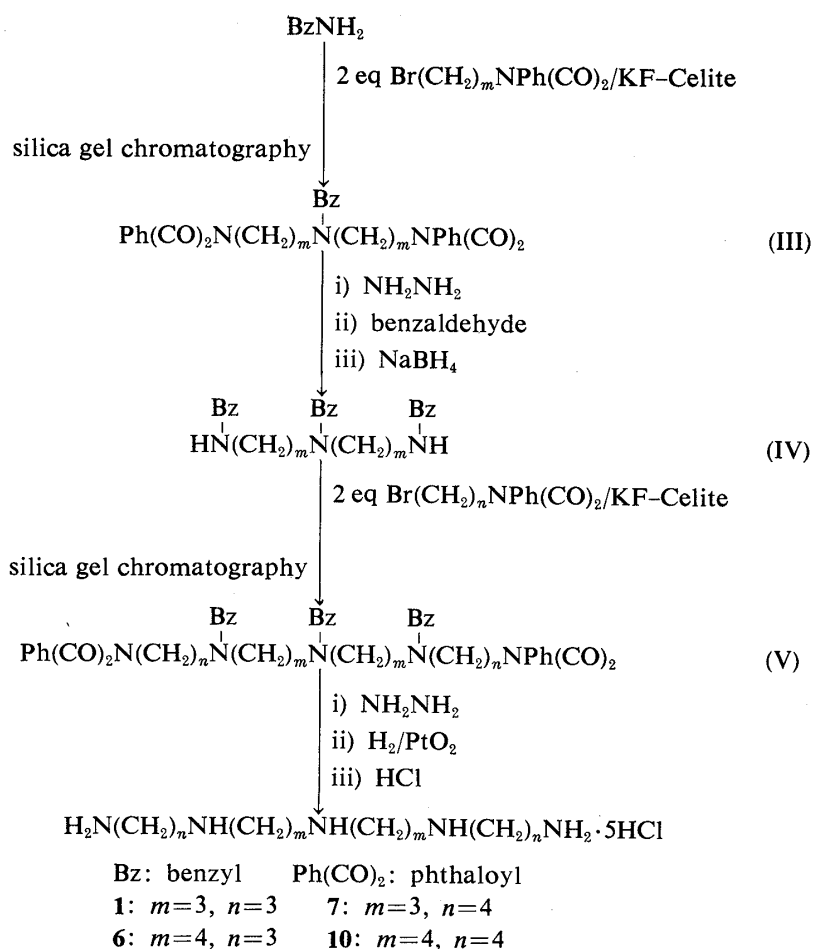 BzNH₂
2 eq Br(CH₂)ₘNPh(CO)₂/KF–Celite
silica gel chromatography
Bz
Ph(CO)₂N(CH₂)ₘN(CH₂)ₘNPh(CO)₂ (III)
i) NH₂NH₂
ii) benzaldehyde
iii) NaBH₄
Bz Bz Bz
HN(CH₂)ₘN(CH₂)ₘNH (IV)
2 eq Br(CH₂)ₙNPh(CO)₂/KF–Celite
silica gel chromatography
Bz Bz Bz
Ph(CO)₂N(CH₂)ₙN(CH₂)ₘN(CH₂)ₘN(CH₂)ₙNPh(CO)₂ (V)
i) NH₂NH₂
ii) H₂/PtO₂
iii) HCl
H₂N(CH₂)ₙNH(CH₂)ₘNH(CH₂)ₘNH(CH₂)ₙNH₂·5HCl
Bz: benzyl Ph(CO)₂: phthaloyl
1: m=3, n=3 7: m=3, n=4
6: m=4, n=3 10: m=4, n=4